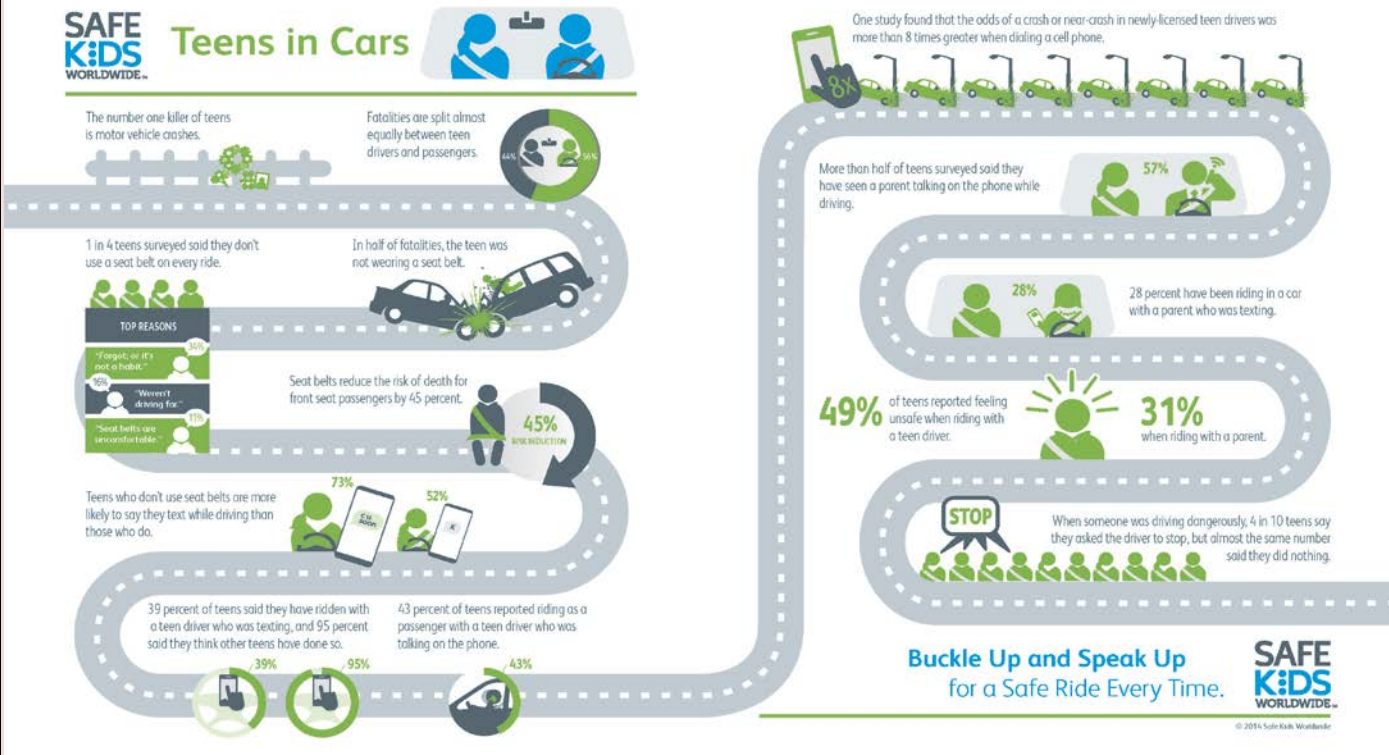 SAFE
KIDS
WORLDWIDE™
Teens in Cars
The number one killer of teens
is motor vehicle crashes.
Fatalities are split almost
equally between teen
drivers and passengers.
44%
56%
1 in 4 teens surveyed said they don't
use a seat belt on every ride.
In half of fatalities, the teen was
not wearing a seat belt.
TOP REASONS
34%
"Forgot; or it's
not a habit."
16%
"Weren't
driving far."
11%
"Seat belts are
uncomfortable."
Seat belts reduce the risk of death for
front seat passengers by 45 percent.
45%
RISK REDUCTION
Teens who don't use seat belts are more
likely to say they text while driving than
those who do.
73%
C U
SOON
52%
K
39 percent of teens said they have ridden with
a teen driver who was texting, and 95 percent
said they think other teens have done so.
39%
95%
43 percent of teens reported riding as a
passenger with a teen driver who was
talking on the phone.
43%
One study found that the odds of a crash or near-crash in newly-licensed teen drivers was
more than 8 times greater when dialing a cell phone.
8x
More than half of teens surveyed said they
have seen a parent talking on the phone while
driving.
57%
28%
28 percent have been riding in a car
with a parent who was texting.
49%
of teens reported feeling
unsafe when riding with
a teen driver.
31%
when riding with a parent.
STOP
When someone was driving dangerously, 4 in 10 teens say
they asked the driver to stop, but almost the same number
said they did nothing.
Buckle Up and Speak Up
for a Safe Ride Every Time.
SAFE
KIDS
WORLDWIDE™
© 2014 Safe Kids Worldwide